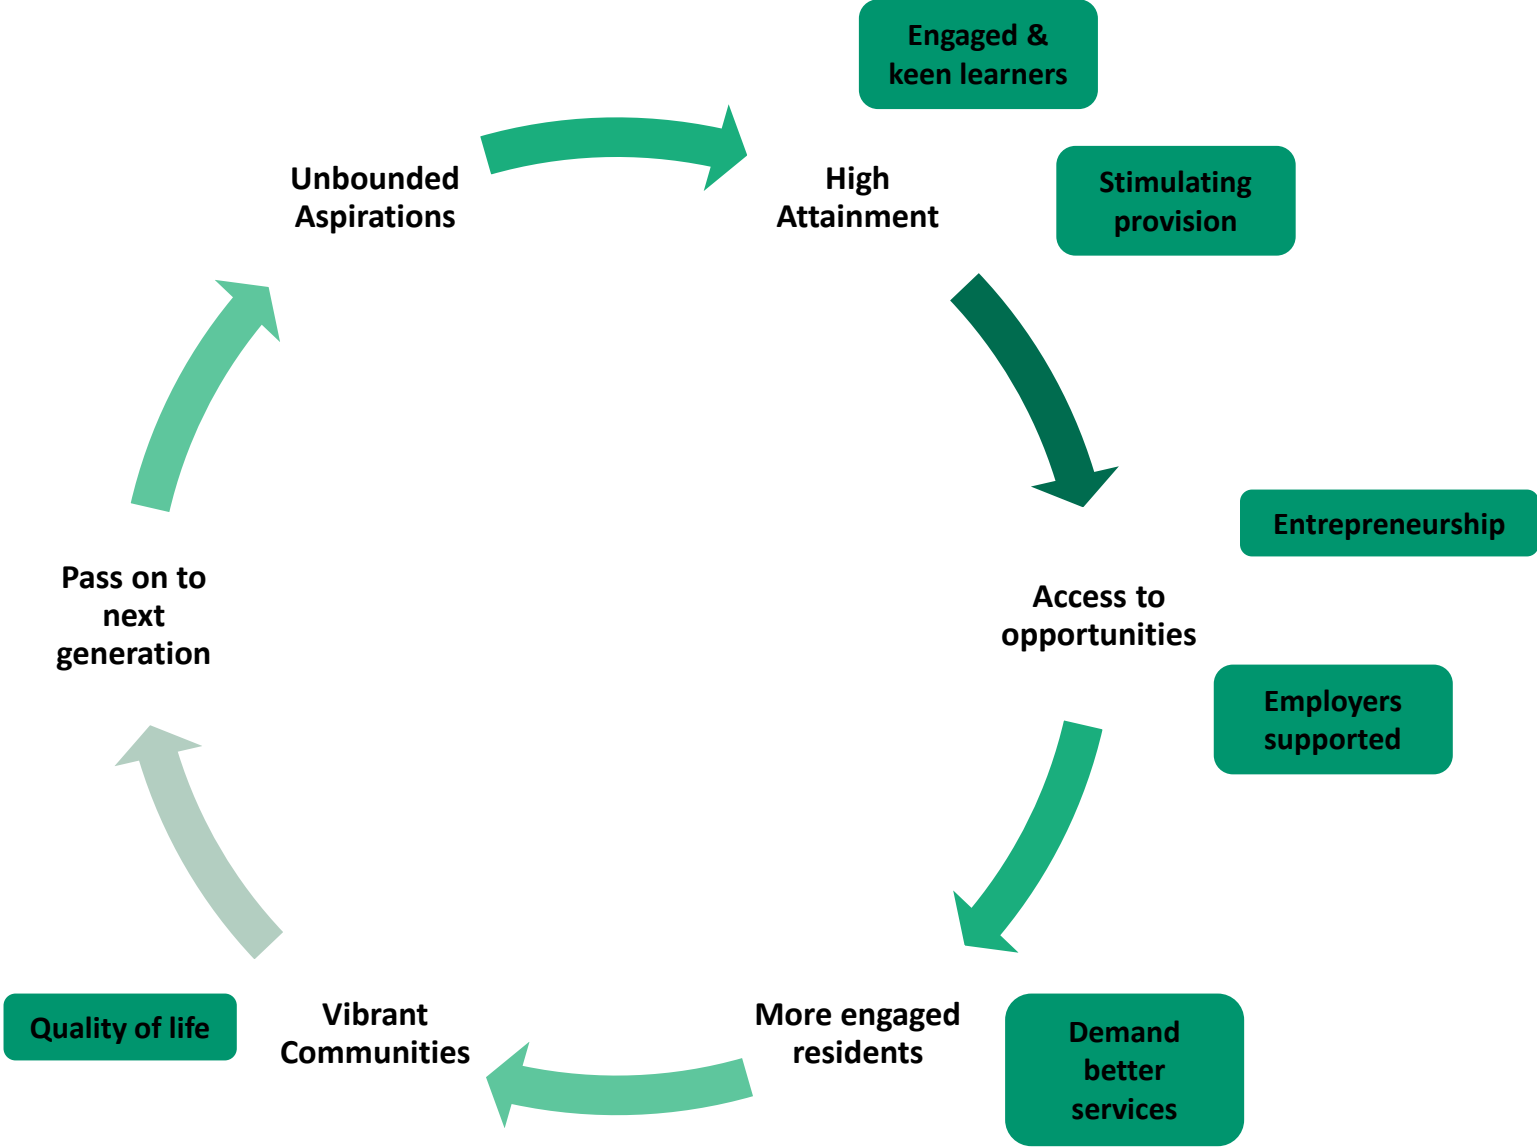 Engaged &
keen learners
Unbounded
Aspirations
High
Attainment
Stimulating
provision
Entrepreneurship
Pass on to
next
generation
Access to
opportunities
Employers
supported
Quality of life
Vibrant
Communities
More engaged
residents
Demand
better
services